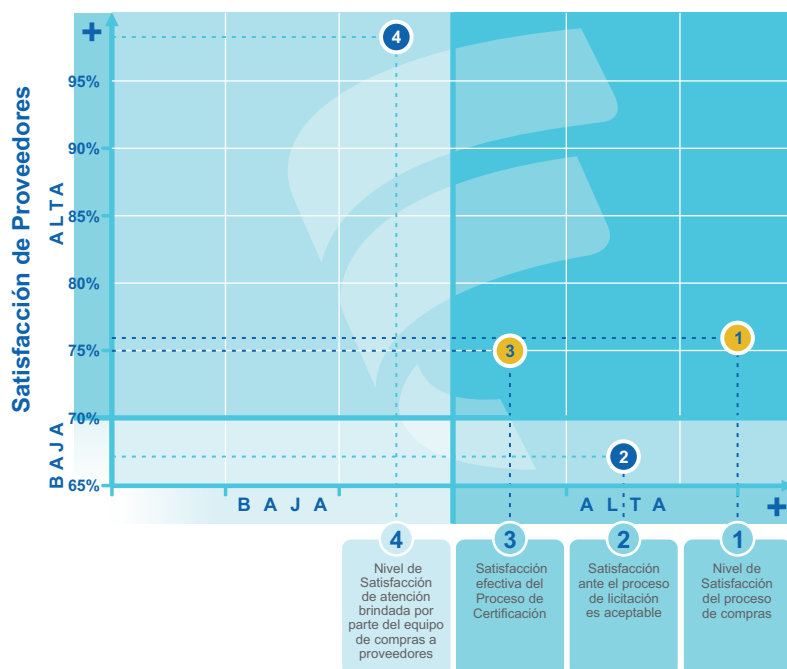 Satisfacción de Proveedores
ALTA
BAJA
+
95%
90%
85%
80%
75%
70%
65%
4
1
3
2
BAJA
ALTA
+
4
Nivel de
Satisfacción
de atención
brindada por
parte del equipo
de compras a
proveedores
3
Satisfacción
efectiva del
Proceso de
Certificación
2
Satisfacción
ante el proceso
de licitación
es aceptable
1
Nivel de
Satisfacción
del proceso
de compras